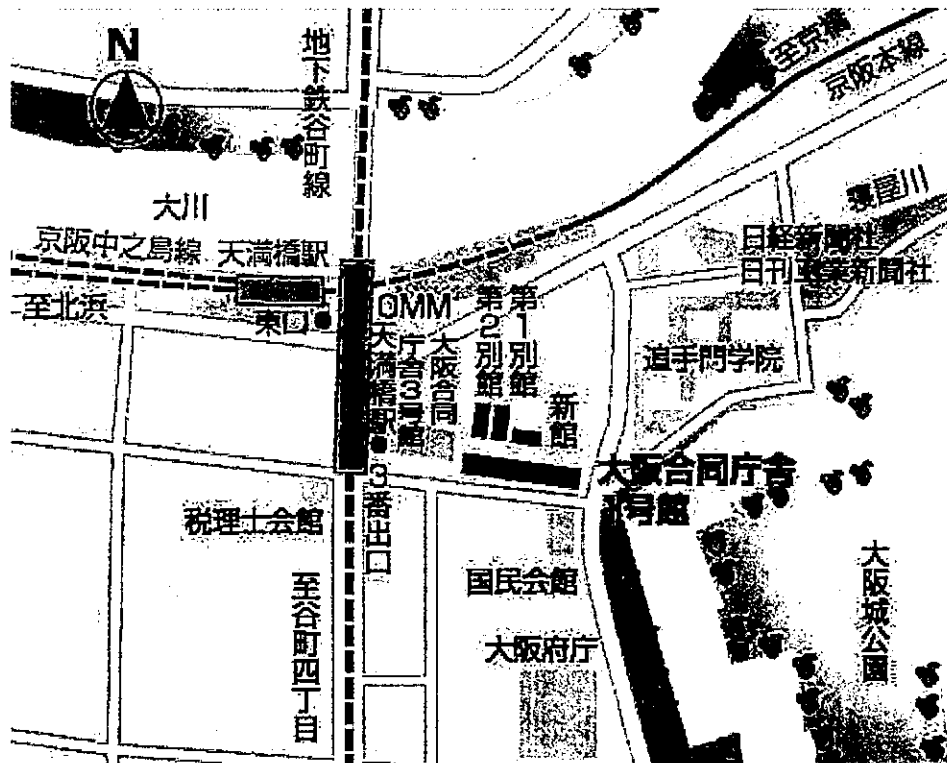 N
地下鉄谷町線
至京橋
京阪本線
大川
寝屋川
京阪中之島線
天満橋駅
日経新聞社
日刊工業新聞社
至北浜
東口
OMM
天満橋駅
3番出口
大阪合同
庁舎3号館
第2別館
第1別館
新館
追手門学院
大阪合同庁舎
1号館
税理士会館
国民会館
大阪府庁
大阪城公園
至谷町四丁目